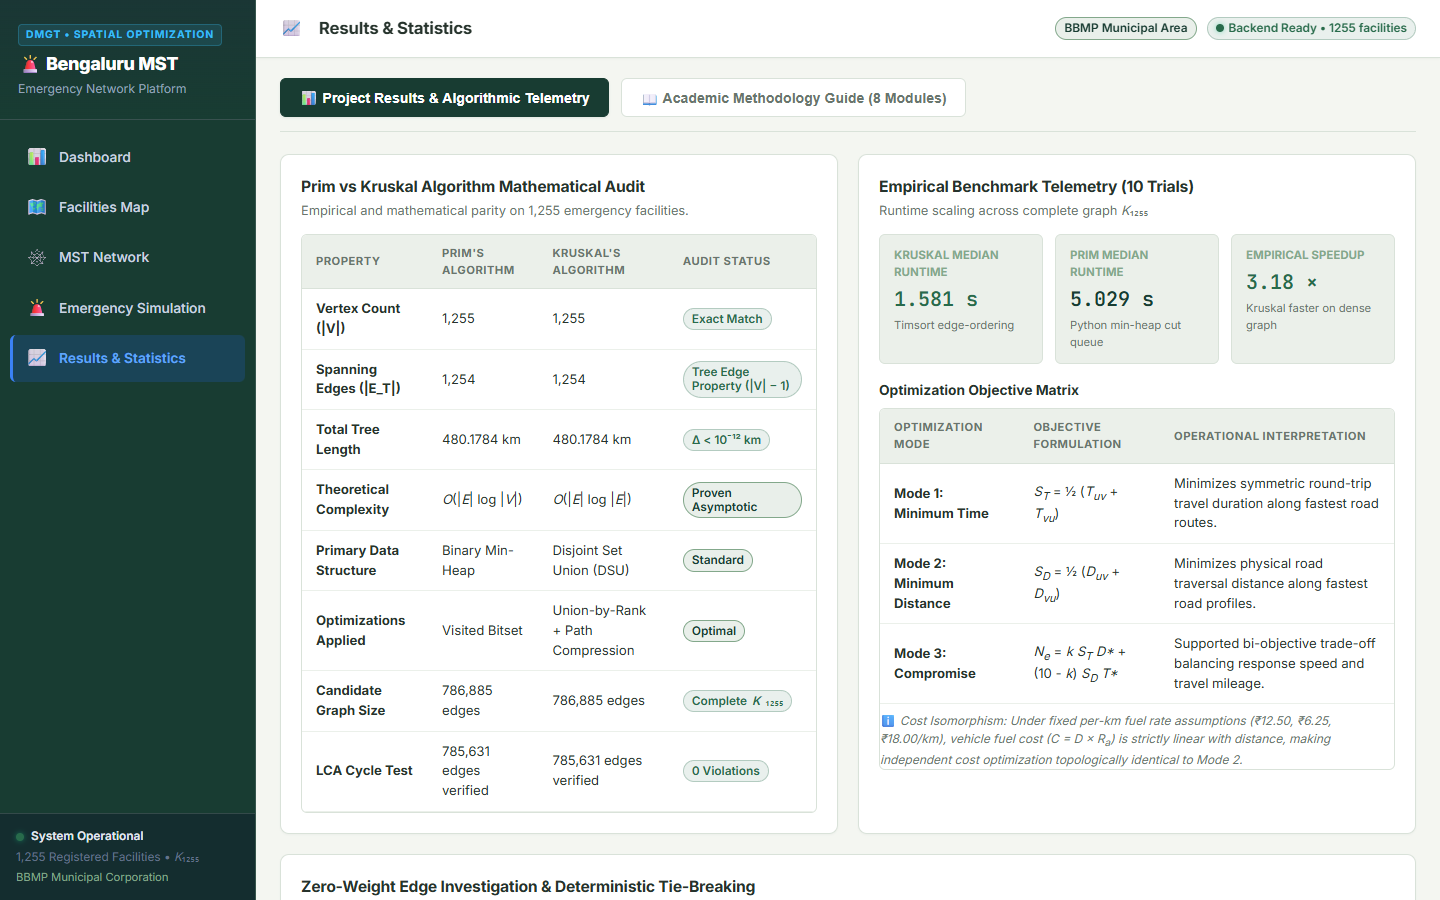 DMGT • SPATIAL OPTIMIZATION
🚨 Bengaluru MST
Emergency Network Platform
📊 Dashboard
🗺️ Facilities Map
🕸️ MST Network
🚨 Emergency Simulation
📈 Results & Statistics
System Operational
1,255 Registered Facilities • K₁₂₅₅
BBMP Municipal Corporation
📈 Results & Statistics
BBMP Municipal Area
Backend Ready • 1255 facilities
📊 Project Results & Algorithmic Telemetry
📖 Academic Methodology Guide (8 Modules)
Prim vs Kruskal Algorithm Mathematical Audit
Empirical and mathematical parity on 1,255 emergency facilities.
PROPERTY
PRIM'S
ALGORITHM
KRUSKAL'S
ALGORITHM
AUDIT STATUS
Vertex Count
(|V|)
1,255
1,255
Exact Match
Spanning
Edges (|E_T|)
1,254
1,254
Tree Edge
Property (|V| − 1)
Total Tree
Length
480.1784 km
480.1784 km
Δ < 10⁻¹² km
Theoretical
Complexity
O(|E| log |V|)
O(|E| log |E|)
Proven
Asymptotic
Primary Data
Structure
Binary Min-
Heap
Disjoint Set
Union (DSU)
Standard
Optimizations
Applied
Visited Bitset
Union-by-Rank
+ Path
Compression
Optimal
Candidate
Graph Size
786,885
edges
786,885 edges
Complete K ₁₂₅₅
LCA Cycle Test
785,631
edges
verified
785,631 edges
verified
0 Violations
Empirical Benchmark Telemetry (10 Trials)
Runtime scaling across complete graph K₁₂₅₅
KRUSKAL MEDIAN
RUNTIME
1.581 s
Timsort edge-ordering
PRIM MEDIAN
RUNTIME
5.029 s
Python min-heap cut
queue
EMPIRICAL SPEEDUP
3.18 ×
Kruskal faster on dense
graph
Optimization Objective Matrix
OPTIMIZATION
MODE
OBJECTIVE
FORMULATION
OPERATIONAL INTERPRETATION
Mode 1:
Minimum Time
S_T = ½ (T_uv +
T_vu)
Minimizes symmetric round-trip
travel duration along fastest road
routes.
Mode 2:
Minimum
Distance
S_D = ½ (D_uv +
D_vu)
Minimizes physical road
traversal distance along fastest
road profiles.
Mode 3:
Compromise
N_e = k S_T D* +
(10 - k) S_D T*
Supported bi-objective trade-off
balancing response speed and
travel mileage.
ℹ️ Cost Isomorphism: Under fixed per-km fuel rate assumptions (₹12.50, ₹6.25,
₹18.00/km), vehicle fuel cost (C = D × R_a) is strictly linear with distance, making
independent cost optimization topologically identical to Mode 2.
Zero-Weight Edge Investigation & Deterministic Tie-Breaking